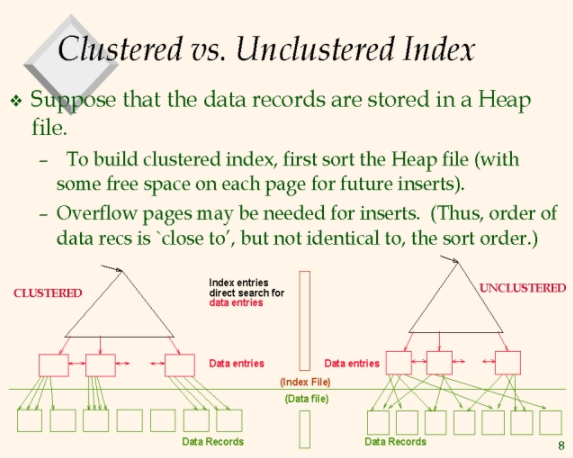 Clustered vs. Unclustered Index
❖ Suppose that the data records are stored in a Heap
file.
– To build clustered index, first sort the Heap file (with
some free space on each page for future inserts).
– Overflow pages may be needed for inserts. (Thus, order of
data recs is `close to', but not identical to, the sort order.)
CLUSTERED
Index entries
direct search for
data entries
UNCLUSTERED
Data entries
Data entries
(Index File)
(Data file)
Data Records
Data Records
8